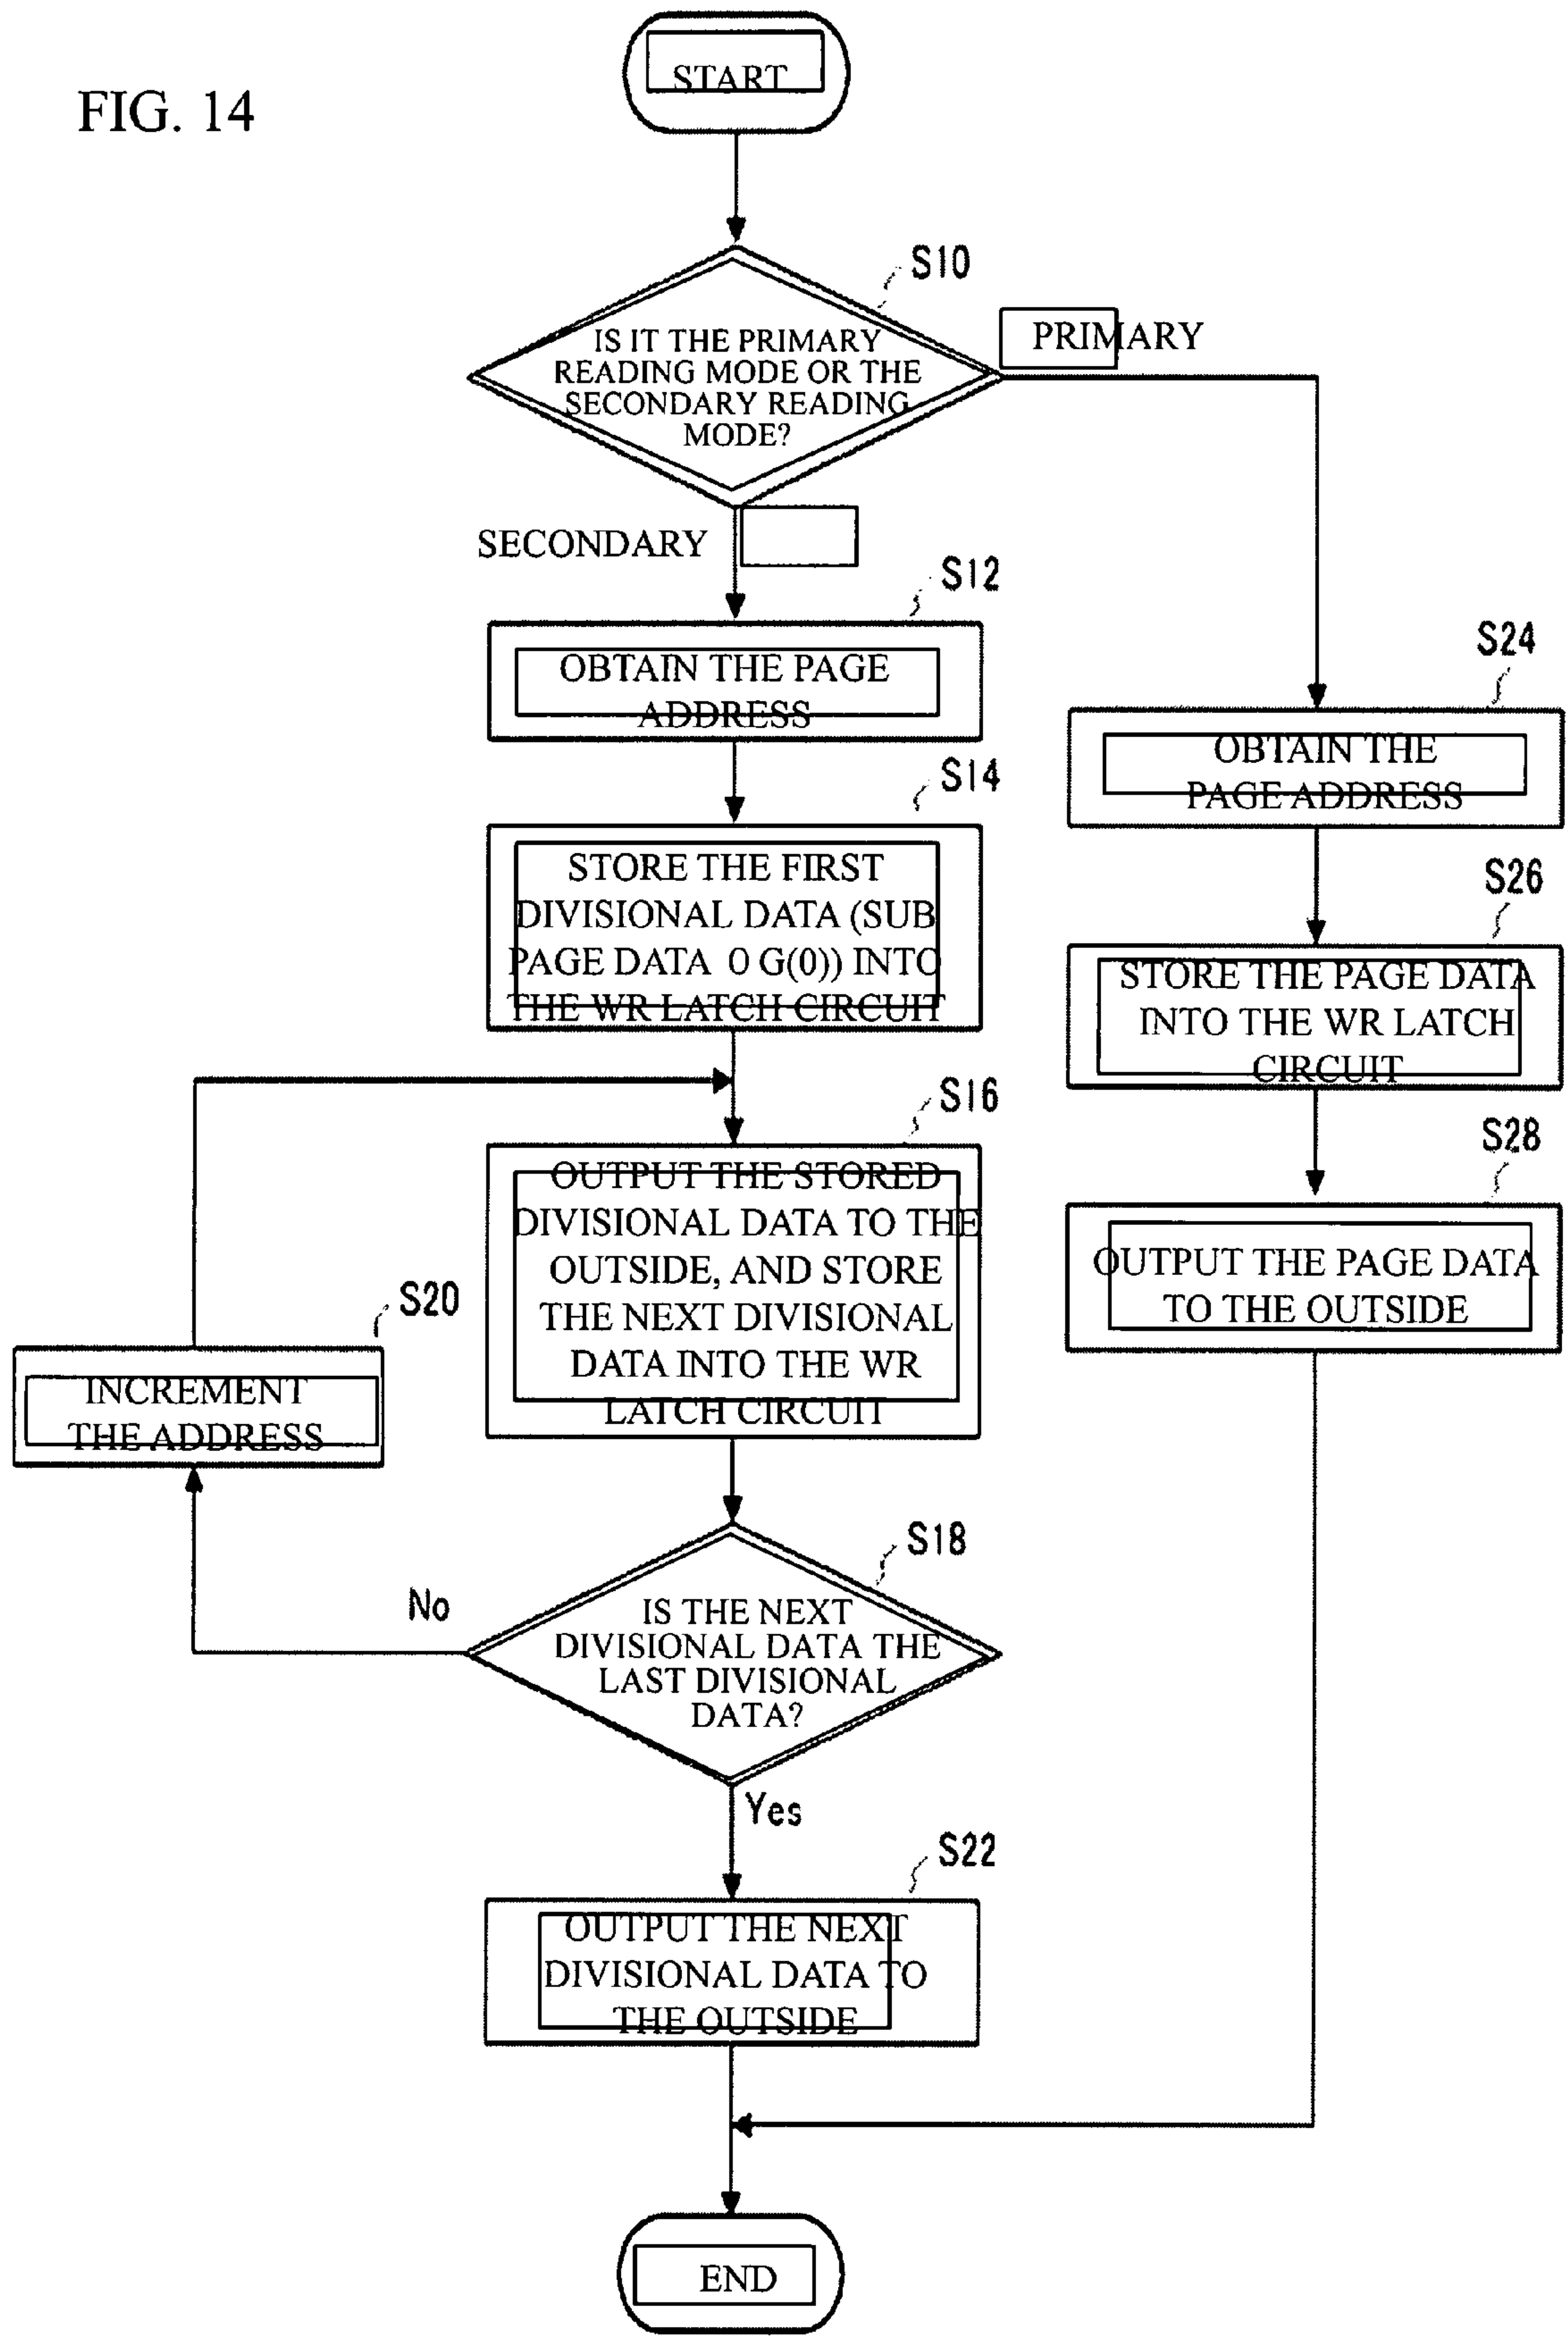 FIG. 14
START
S10
IS IT THE PRIMARY
READING MODE OR THE
SECONDARY READING
MODE?
PRIMARY
SECONDARY
S12
OBTAIN THE PAGE
ADDRESS
S14
STORE THE FIRST
DIVISIONAL DATA (SUB
PAGE DATA 0 G(0)) INTO
THE WR LATCH CIRCUIT
S16
OUTPUT THE STORED
DIVISIONAL DATA TO THE
OUTSIDE, AND STORE
THE NEXT DIVISIONAL
DATA INTO THE WR
LATCH CIRCUIT
S20
INCREMENT
THE ADDRESS
S18
No
IS THE NEXT
DIVISIONAL DATA THE
LAST DIVISIONAL
DATA?
Yes
S22
OUTPUT THE NEXT
DIVISIONAL DATA TO
THE OUTSIDE
S24
OBTAIN THE
PAGE ADDRESS
S26
STORE THE PAGE DATA
INTO THE WR LATCH
CIRCUIT
S28
OUTPUT THE PAGE DATA
TO THE OUTSIDE
END